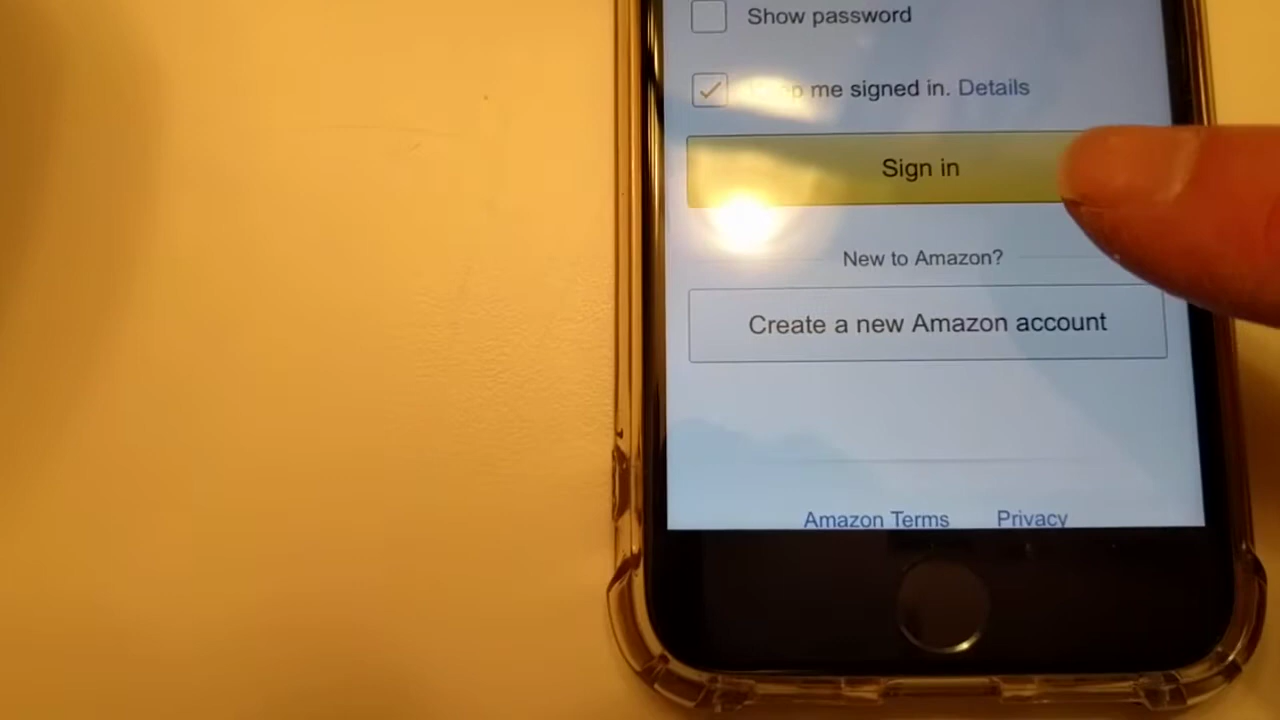 Show password
me signed in. Details
Sign in
New to Amazon?
Create a new Amazon account
Amazon Terms Privacy